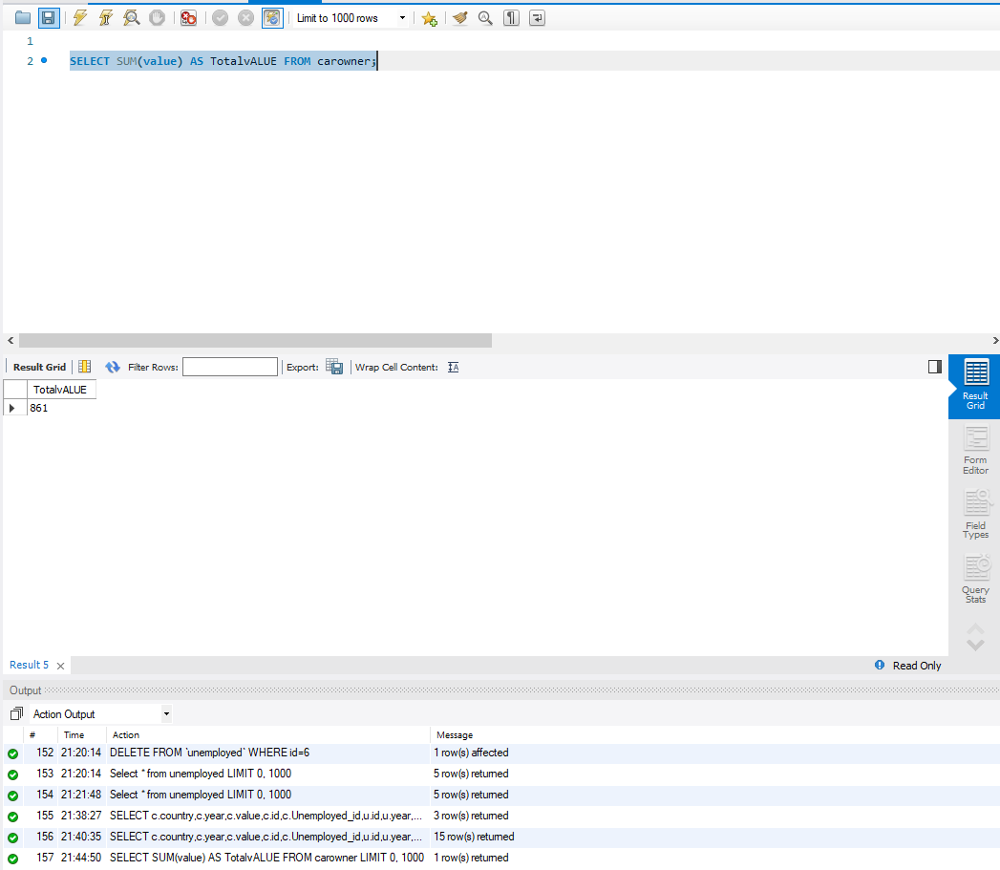 Limit to 1000 rows
1
2 SELECT SUM(value) AS TotalvALUE FROM carowner;
Result Grid Filter Rows: Export: Wrap Cell Content: IA
TotalvALUE
861
Result
Grid
Form
Editor
Field
Types
Query
Stats
Result 5
Read Only
Output
Action Output
# Time Action Message
152 21:20:14 DELETE FROM `unemployed` WHERE id=6 1 row(s) affected
153 21:20:14 Select * from unemployed LIMIT 0, 1000 5 row(s) returned
154 21:21:48 Select * from unemployed LIMIT 0, 1000 5 row(s) returned
155 21:38:27 SELECT c.country,c.year,c.value,c.id,c.Unemployed_id,u.id,u.year,... 3 row(s) returned
156 21:40:35 SELECT c.country,c.year,c.value,c.id,c.Unemployed_id,u.id,u.year,... 15 row(s) returned
157 21:44:50 SELECT SUM(value) AS TotalvALUE FROM carowner LIMIT 0, 1000 1 row(s) returned